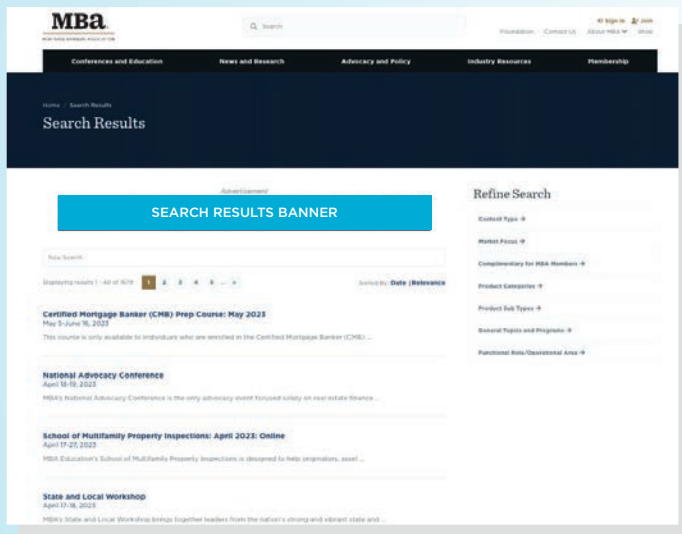 MBa
MORTGAGE BANKERS ASSOCIATION
Search
Sign In Join
Foundation Contact Us About MBA Shop
Conferences and Education News and Research Advocacy and Policy Industry Resources Membership
Home / Search Results
Search Results
Advertisement
SEARCH RESULTS BANNER
Refine Search
Content Type →
Market Focus →
Complimentary for MBA Members →
Product Categories →
Product Sub Types →
General Topics and Programs →
Functional Role/Operational Area →
New Search
Displaying results 1 - 40 of 1 2 3 4 5 ... » Sorted By: Date | Relevance
Certified Mortgage Banker (CMB) Prep Course: May 2023
May 5-June 16, 2023
This course is only available to individuals who are enrolled in the Certified Mortgage Banker (CMB) ...
National Advocacy Conference
April 18-19, 2023
MBA's National Advocacy Conference is the only advocacy event focused solely on real estate finance ...
School of Multifamily Property Inspections: April 2023: Online
April 17-27, 2023
MBA Education's School of Multifamily Property Inspections is designed to help originators, asset ...
State and Local Workshop
April 17-18, 2023
MBA's State and Local Workshop brings together leaders from the nation's strong and vibrant state and ...